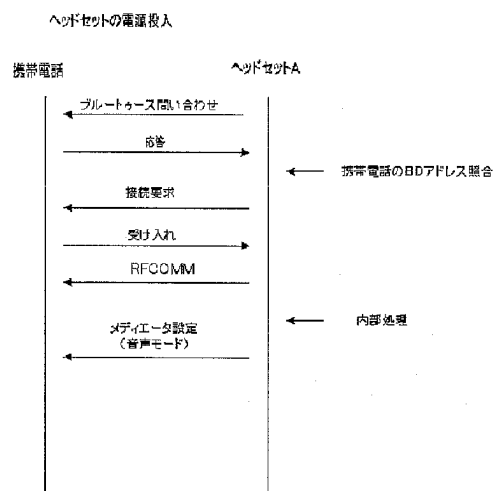 ヘッドセットの電源投入
携帯電話
ヘッドセットA
ブルートゥース問い合わせ
応答
携帯電話のBDアドレス照合
接続要求
受け入れ
RFCOMM
内部処理
メディエータ設定
(音声モード)